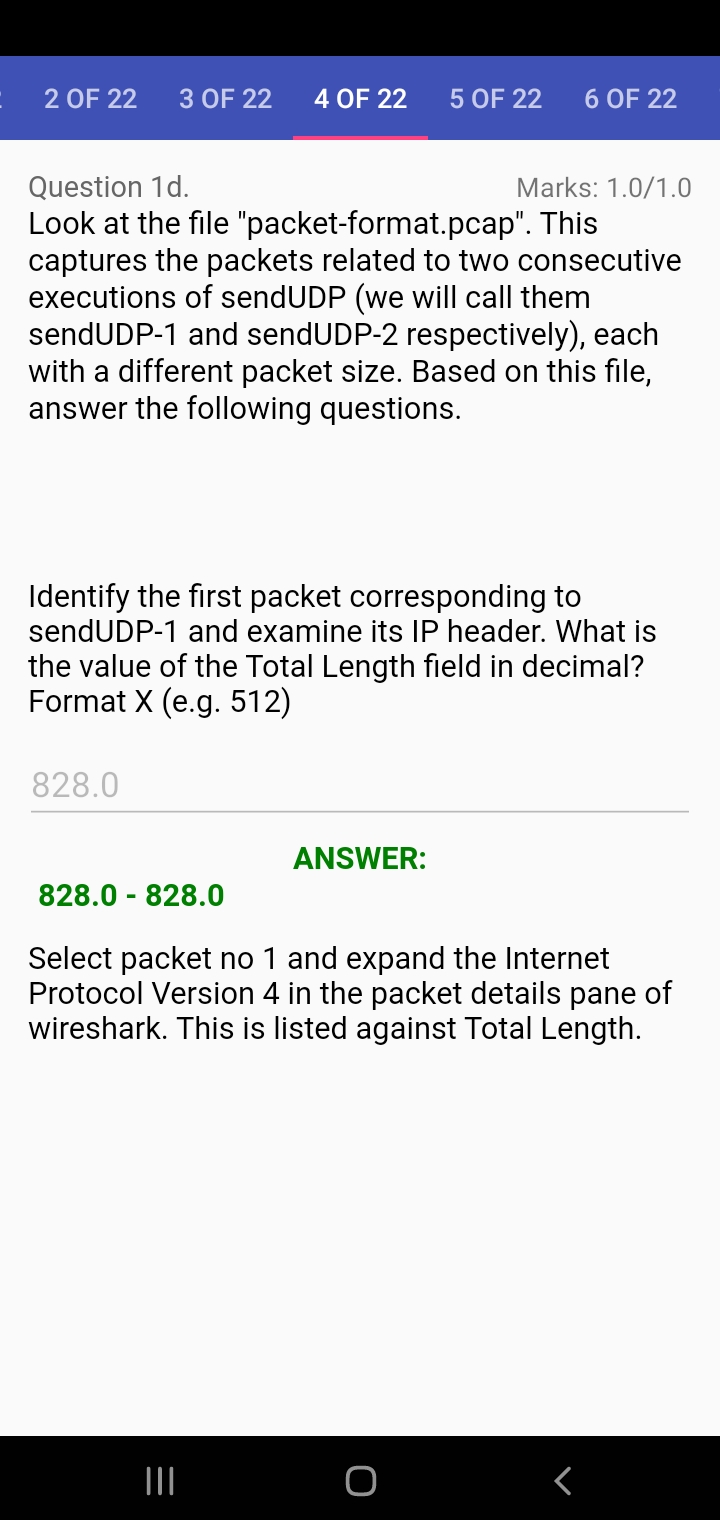 2 OF 22 3 OF 22 4 OF 22 5 OF 22 6 OF 22
Question 1d. Marks: 1.0/1.0
Look at the file "packet-format.pcap". This
captures the packets related to two consecutive
executions of sendUDP (we will call them
sendUDP-1 and sendUDP-2 respectively), each
with a different packet size. Based on this file,
answer the following questions.
Identify the first packet corresponding to
sendUDP-1 and examine its IP header. What is
the value of the Total Length field in decimal?
Format X (e.g. 512)
828.0
ANSWER:
828.0 - 828.0
Select packet no 1 and expand the Internet
Protocol Version 4 in the packet details pane of
wireshark. This is listed against Total Length.